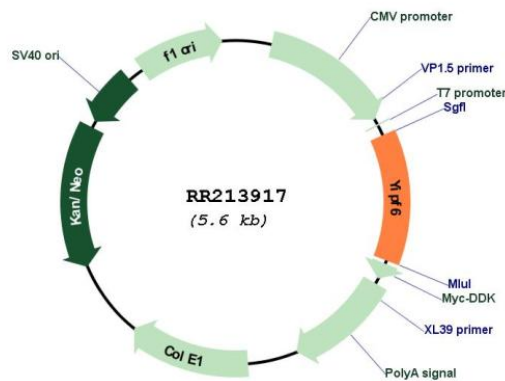 CMV promoter
SV40 ori
f1 ori
VP1.5 primer
T7 promoter
SgfI
Kan/Neo
RR213917
(5.6 kb)
Yipf6
MluI
Myc-DDK
XL39 primer
Col E1
PolyA signal